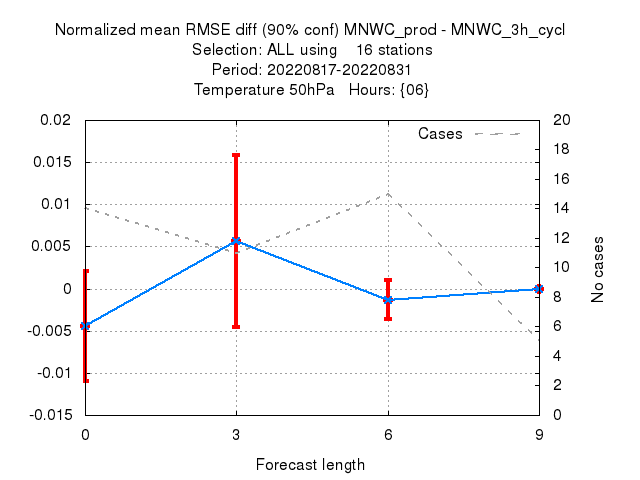 Normalized mean RMSE diff (90% conf) MNWC_prod - MNWC_3h_cycl
Selection: ALL using    16 stations
Period: 20220817-20220831
Temperature 50hPa   Hours: {06}
Cases
0.02
0.015
0.01
0.005
0
-0.005
-0.01
-0.015
20
18
16
14
12
10
8
6
4
2
0
No cases
0 3 6 9
Forecast length